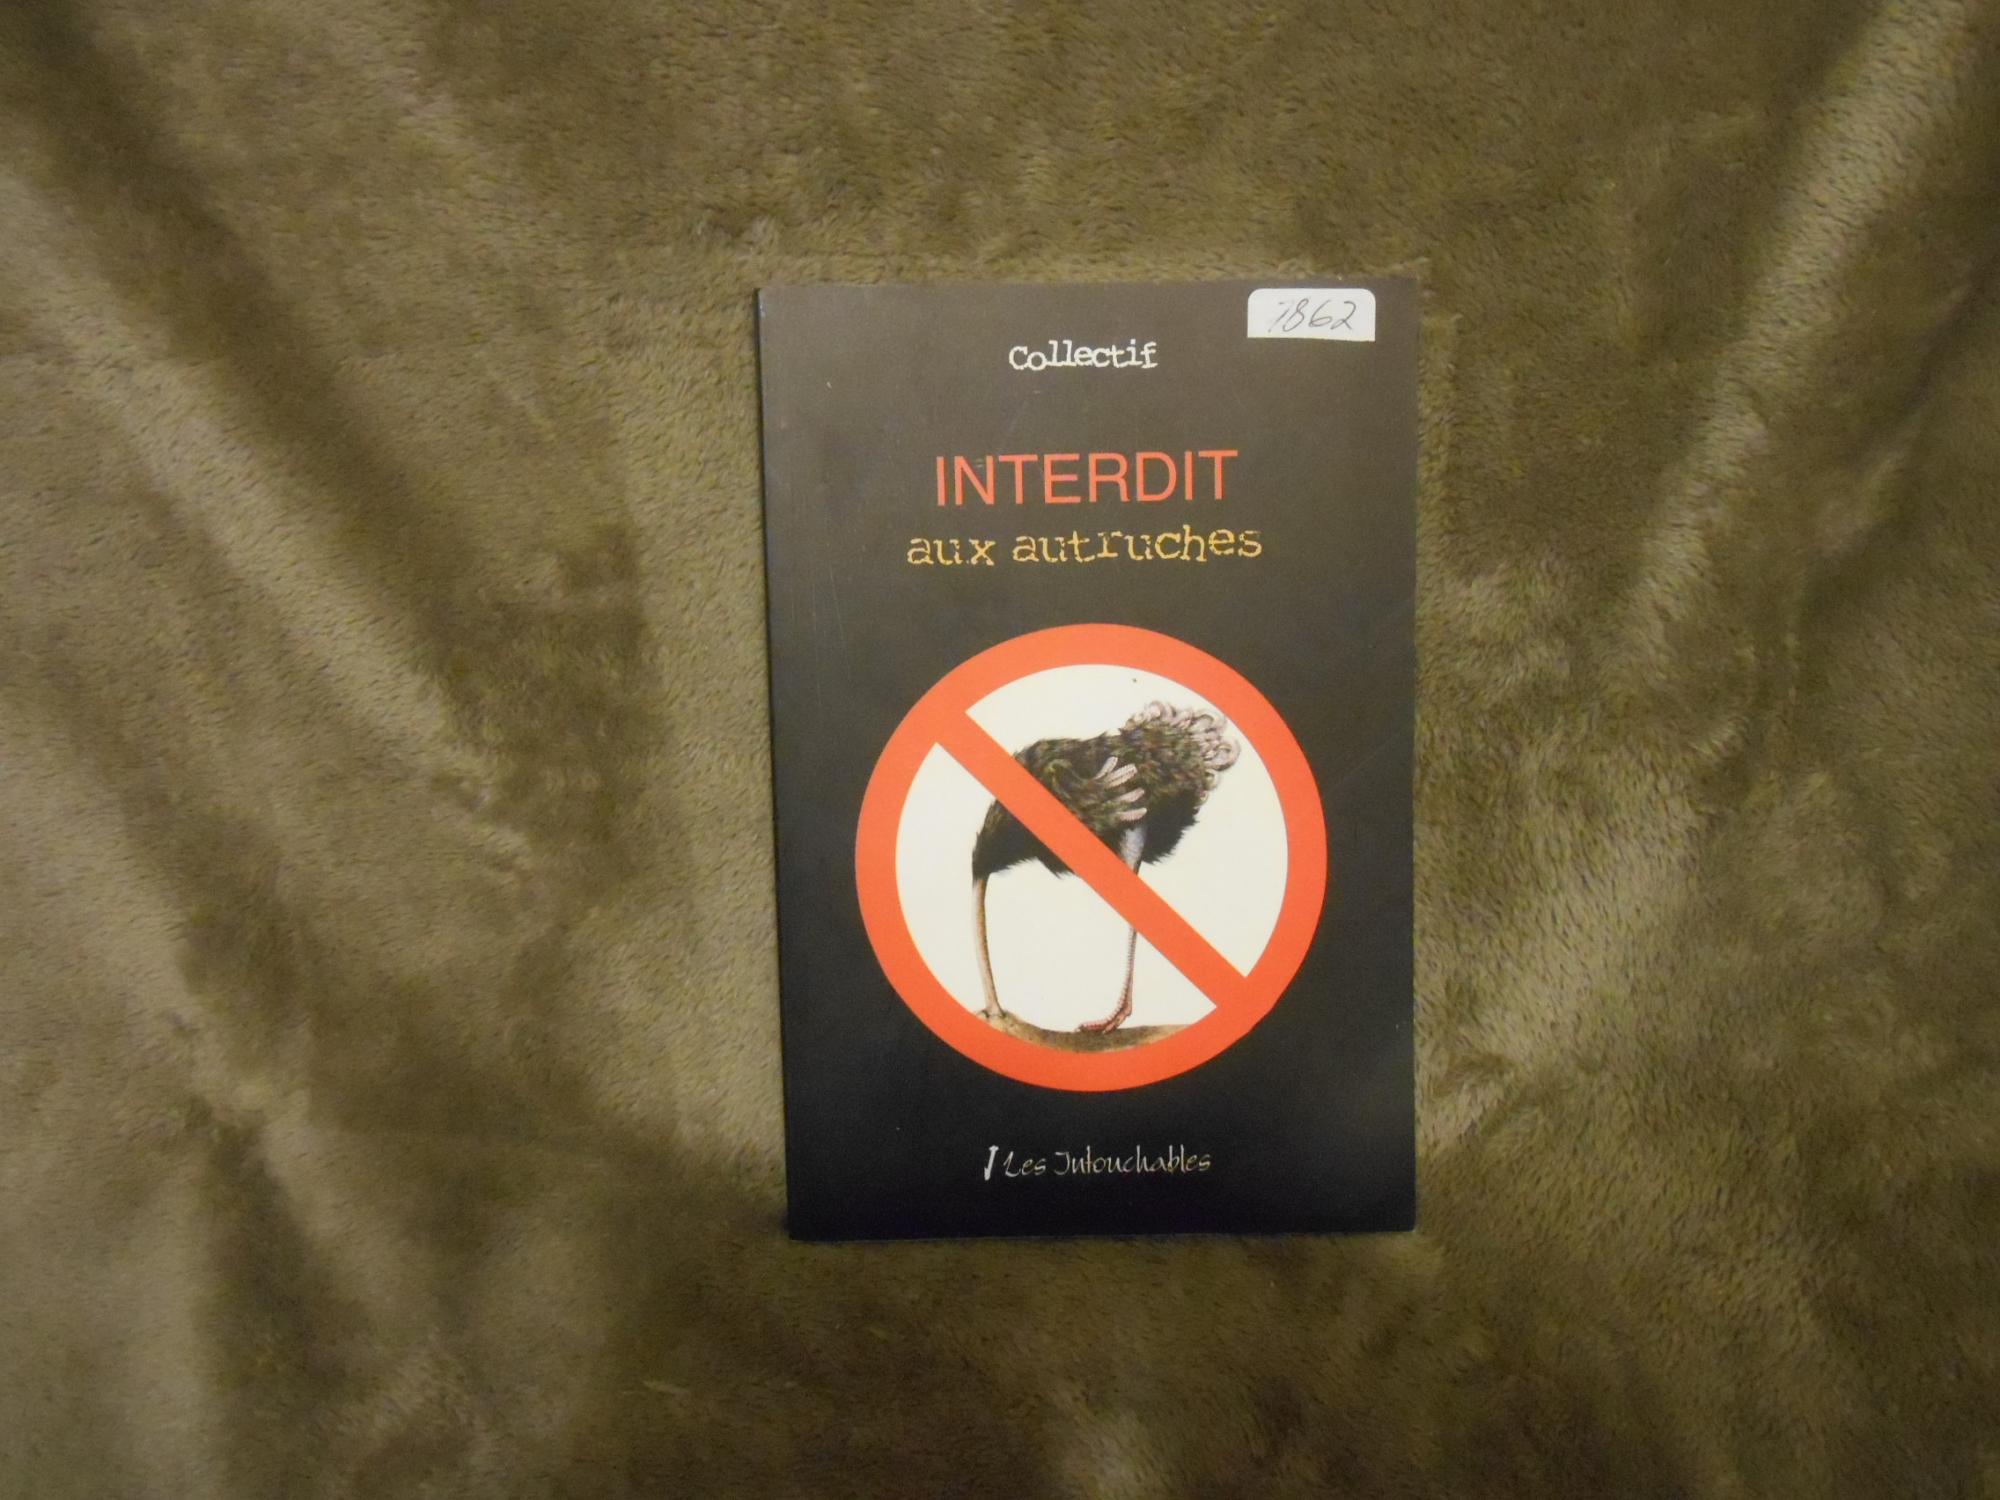 7862
Collectif
INTERDIT
aux autruches
Les Intouchables